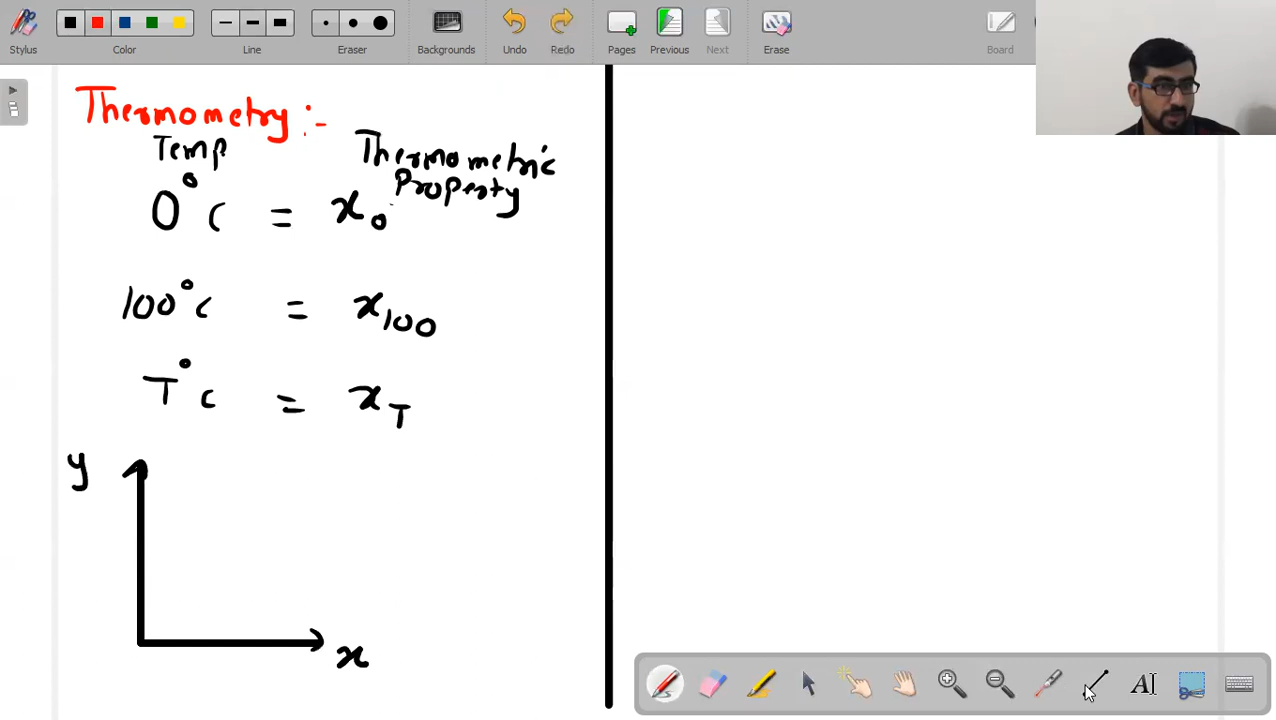 Stylus Color Line Eraser Backgrounds Undo Redo Pages Previous Next Erase Board
Thermometry :-
Temp Thermometric
Property
0°C = x0
100°C = x100
T°C = xT
y
x
AI